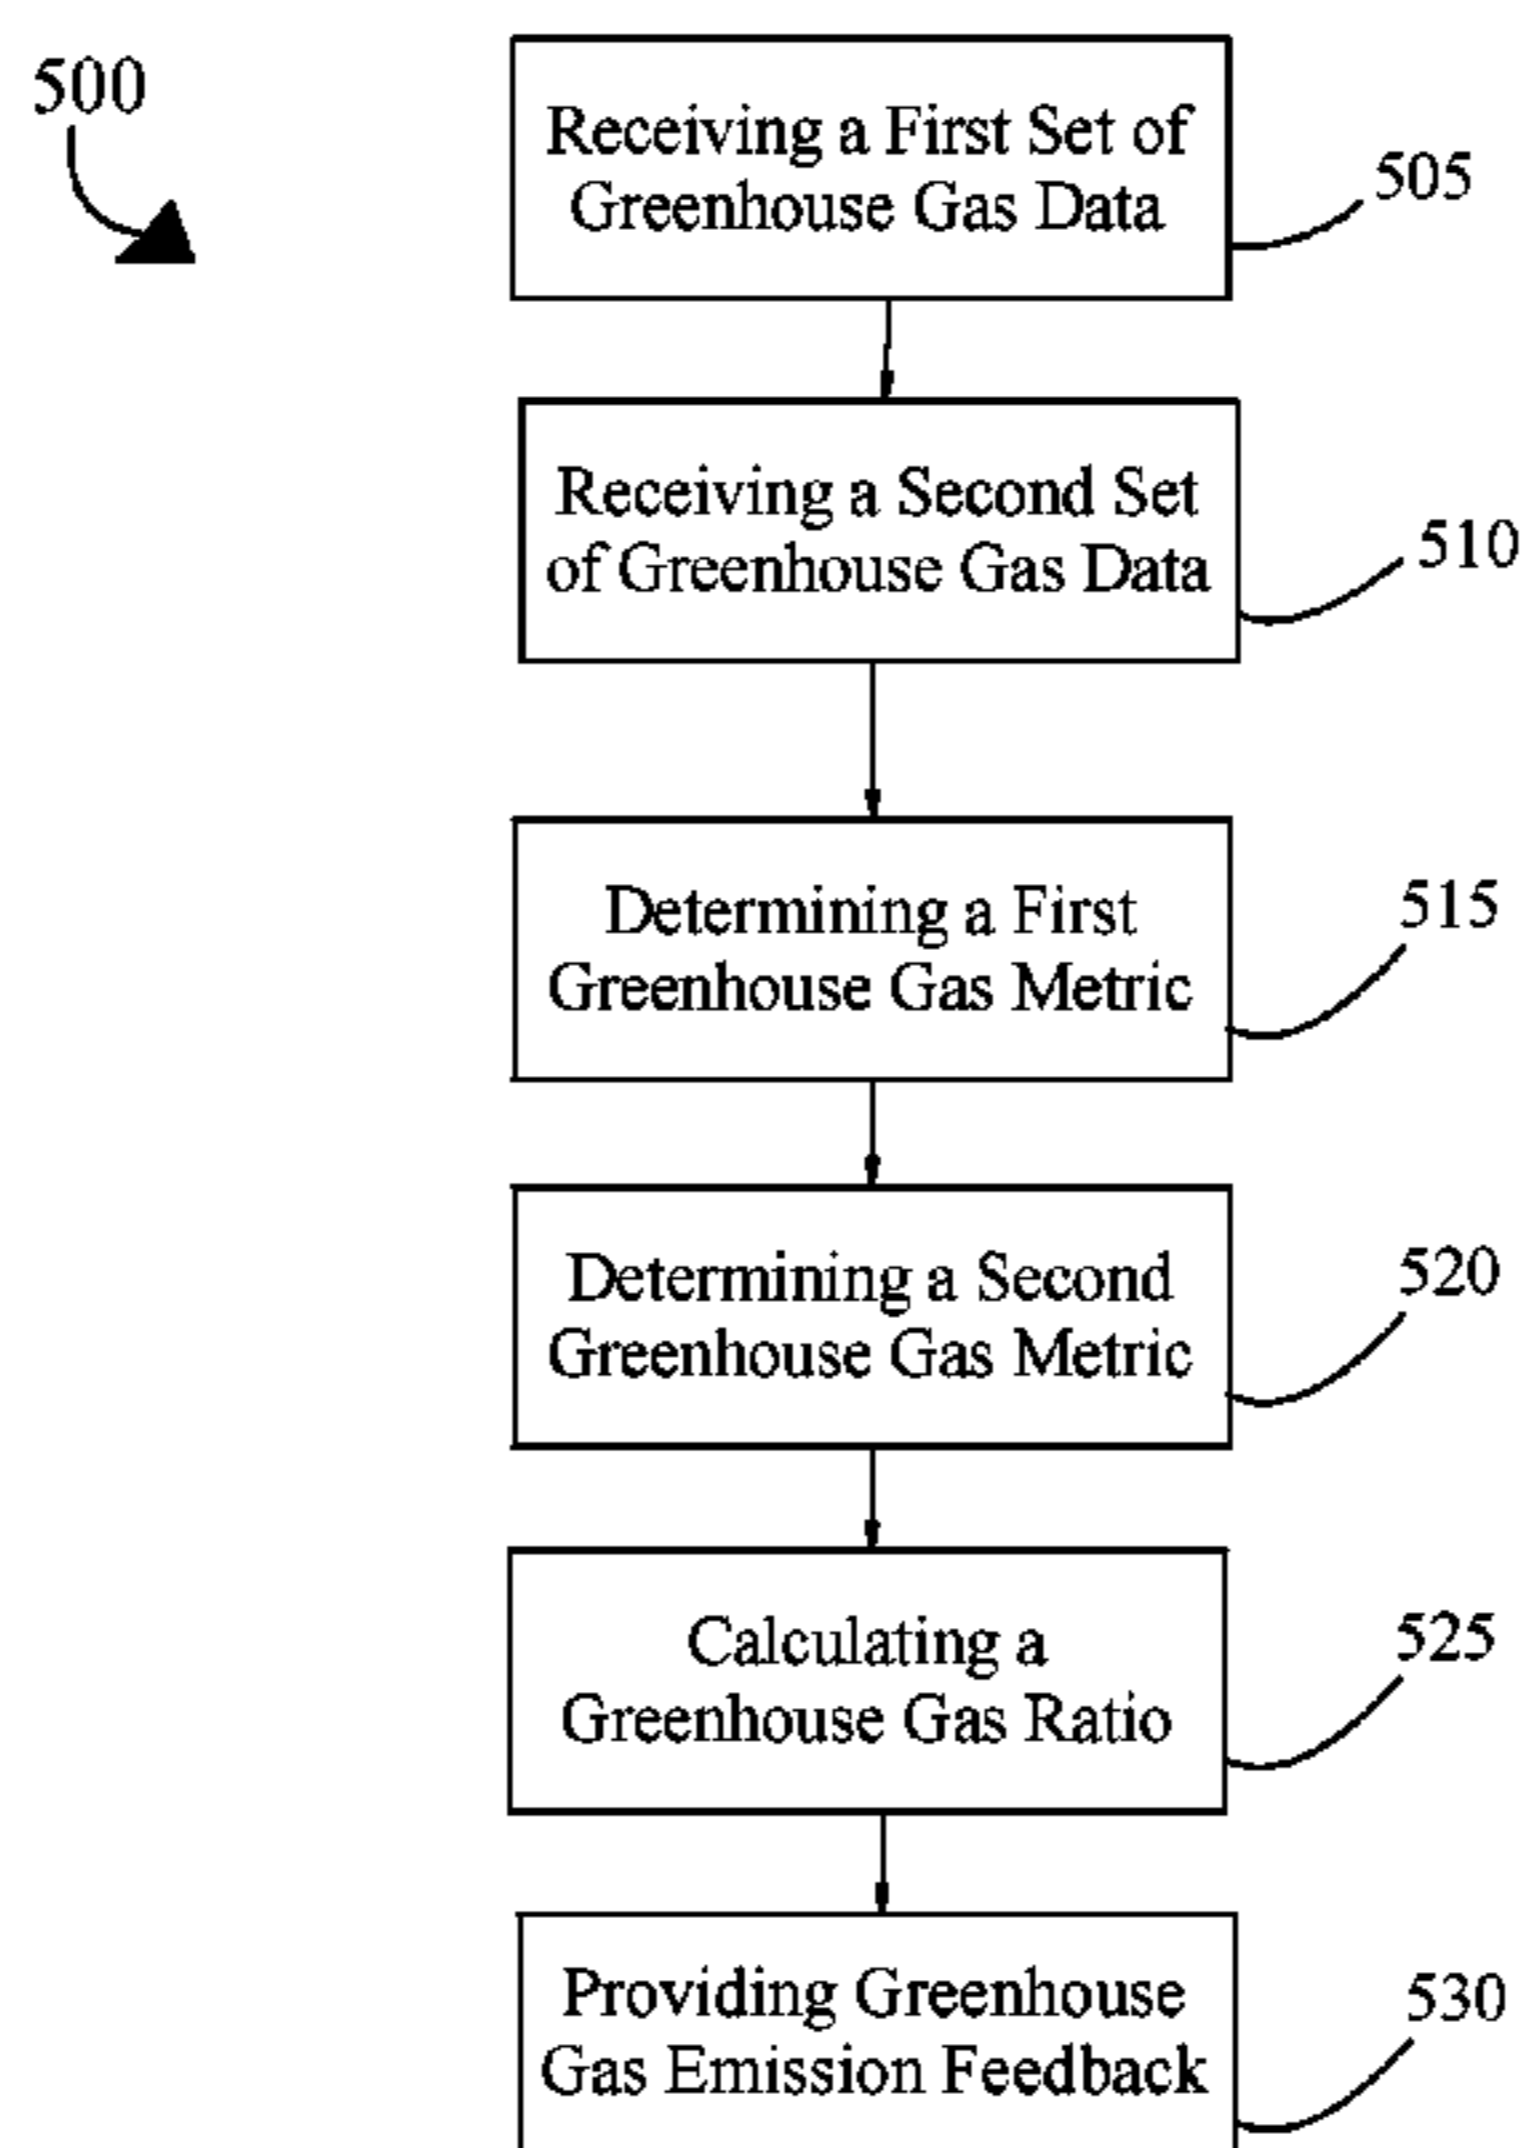 500
Receiving a First Set of
Greenhouse Gas Data
505
Receiving a Second Set
of Greenhouse Gas Data
510
Determining a First
Greenhouse Gas Metric
515
Determining a Second
Greenhouse Gas Metric
520
Calculating a
Greenhouse Gas Ratio
525
Providing Greenhouse
Gas Emission Feedback
530